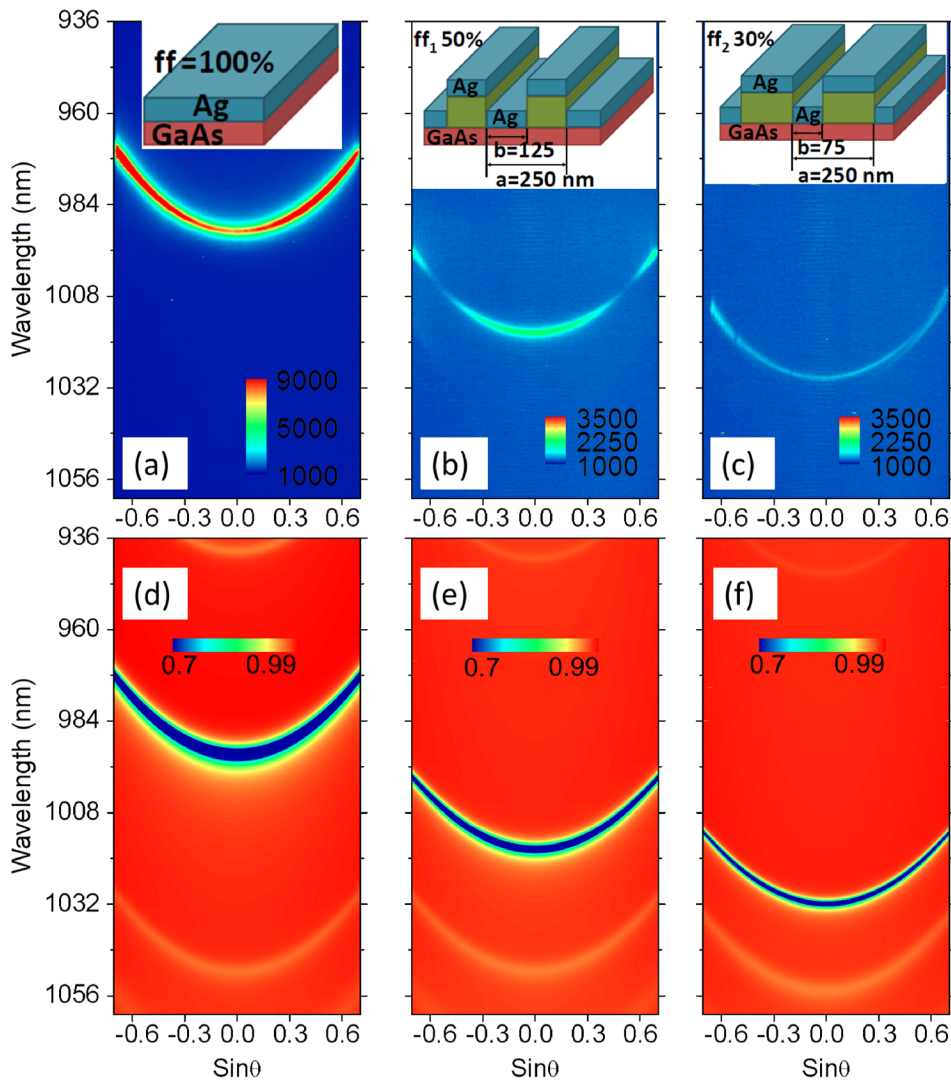 936
960
984
1008
1032
1056
Wavelength (nm)
ff =100%
Ag
GaAs
9000
5000
1000
(a)
-0.6 -0.3 0.0 0.3 0.6
ff1 50%
Ag
Ag
GaAs
b=125
a=250 nm
3500
2250
1000
(b)
-0.6 -0.3 0.0 0.3 0.6
ff2 30%
Ag
GaAs
b=75
a=250 nm
3500
2250
1000
(c)
-0.6 -0.3 0.0 0.3 0.6
936
960
984
1008
1032
1056
Wavelength (nm)
(d)
0.7 0.99
-0.6 -0.3 0.0 0.3 0.6
Sinθ
(e)
0.7 0.99
-0.6 -0.3 0.0 0.3 0.6
Sinθ
(f)
0.7 0.99
-0.6 -0.3 0.0 0.3 0.6
Sinθ